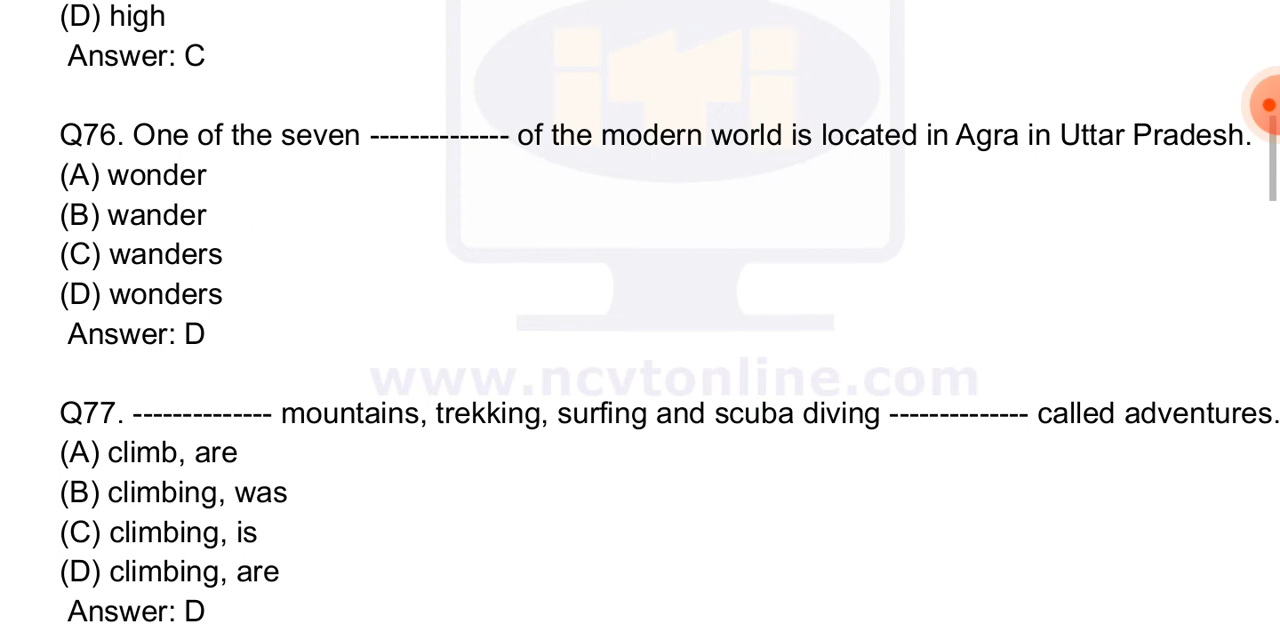 (D) high
Answer: C
Q76. One of the seven -------------- of the modern world is located in Agra in Uttar Pradesh.
(A) wonder
(B) wander
(C) wanders
(D) wonders
Answer: D
www.ncvtonline.com
Q77. -------------- mountains, trekking, surfing and scuba diving -------------- called adventures.
(A) climb, are
(B) climbing, was
(C) climbing, is
(D) climbing, are
Answer: D
iTi